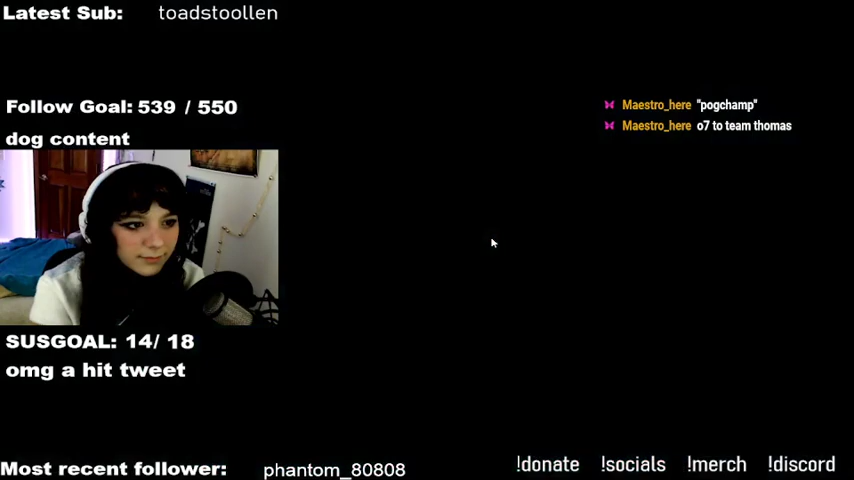 Latest Sub: toadstoollen
Follow Goal: 539 / 550
dog content
Maestro_here "pogchamp"
Maestro_here o7 to team thomas
SUSGOAL: 14/ 18
omg a hit tweet
Most recent follower: phantom_80808
!donate !socials !merch !discord